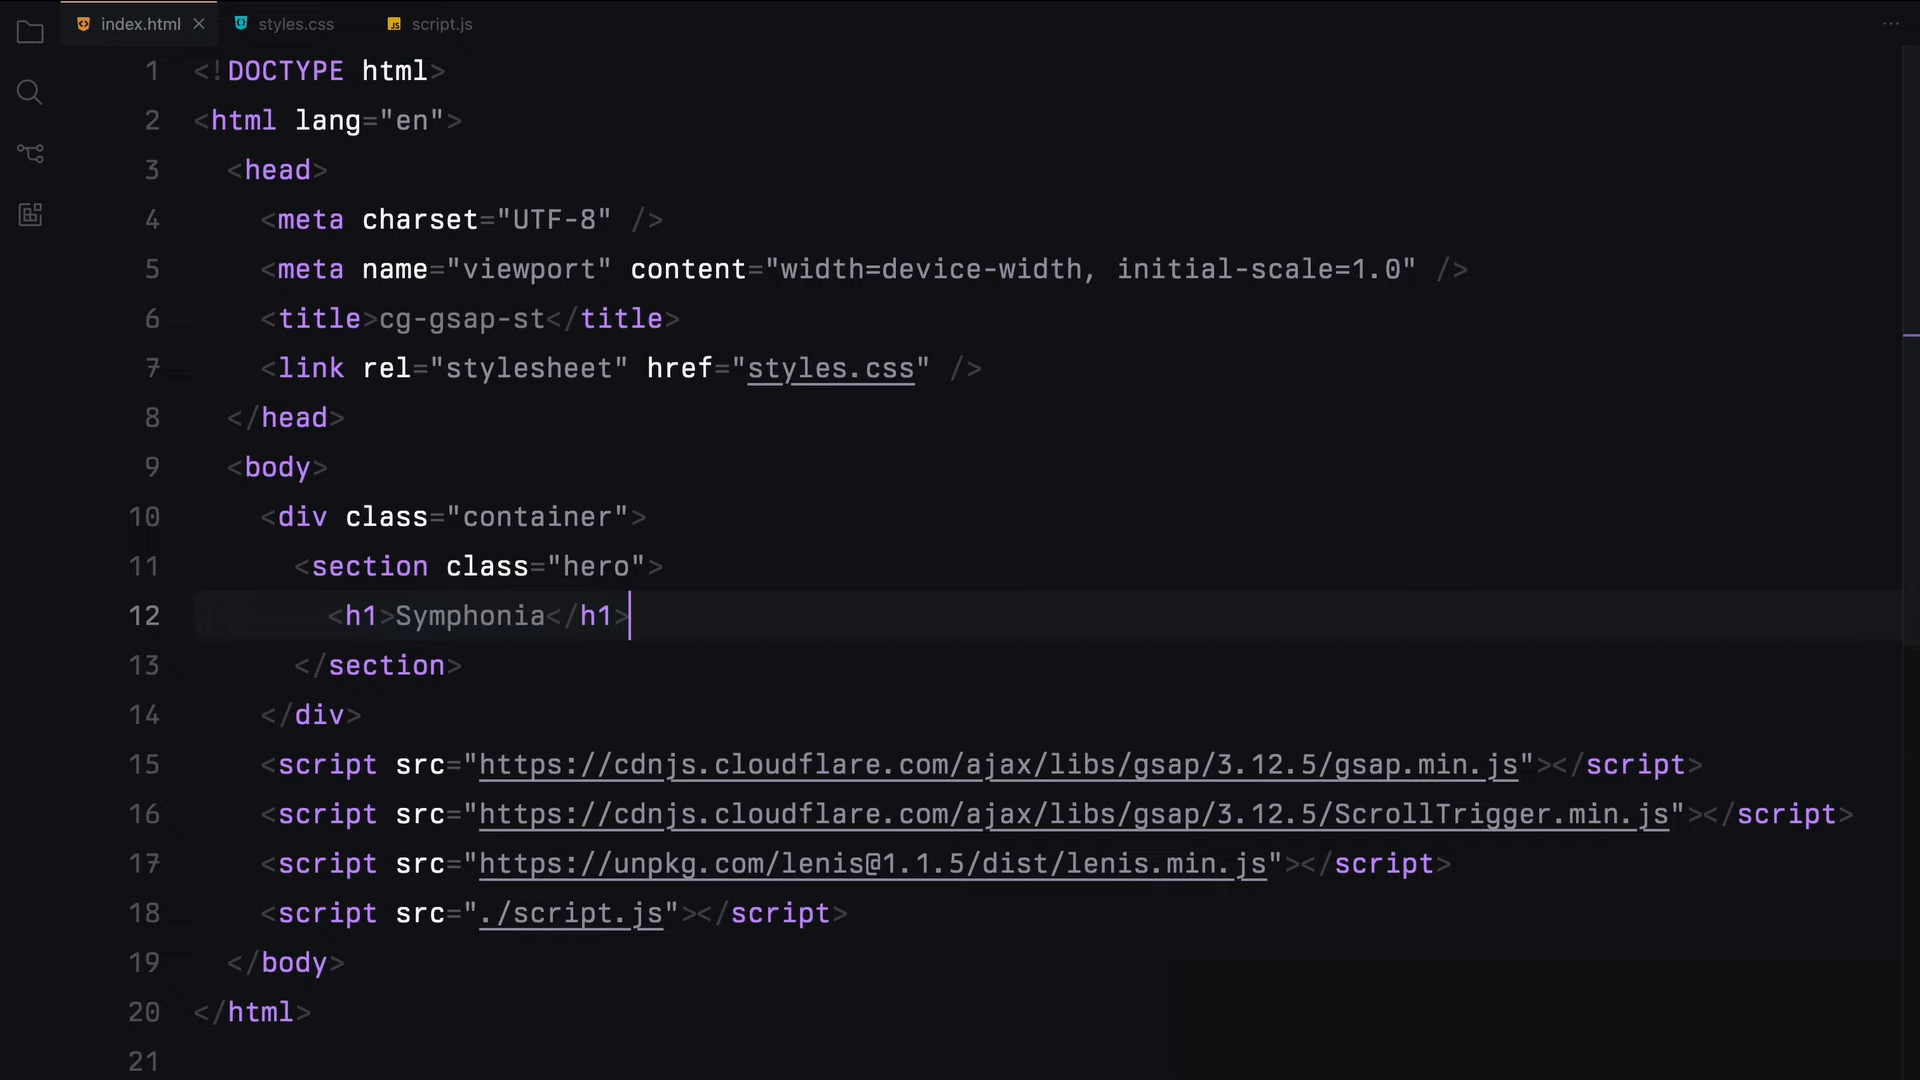 index.html
styles.css
script.js
1 <!DOCTYPE html>
2 <html lang="en">
3 <head>
4 <meta charset="UTF-8" />
5 <meta name="viewport" content="width=device-width, initial-scale=1.0" />
6 <title>cg-gsap-st</title>
7 <link rel="stylesheet" href="styles.css" />
8 </head>
9 <body>
10 <div class="container">
11 <section class="hero">
12 <h1>Symphonia</h1>
13 </section>
14 </div>
15 <script src="https://cdnjs.cloudflare.com/ajax/libs/gsap/3.12.5/gsap.min.js"></script>
16 <script src="https://cdnjs.cloudflare.com/ajax/libs/gsap/3.12.5/ScrollTrigger.min.js"></script>
17 <script src="https://unpkg.com/lenis@1.1.5/dist/lenis.min.js"></script>
18 <script src="./script.js"></script>
19 </body>
20 </html>
21